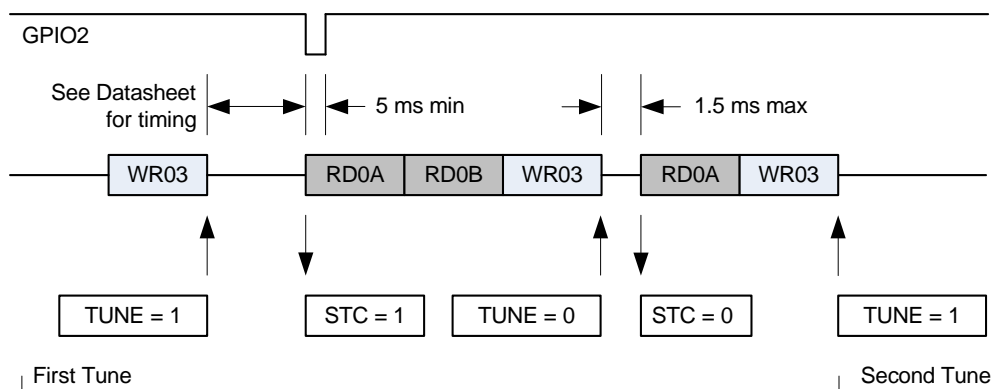 GPIO2
See Datasheet
for timing
5 ms min
1.5 ms max
WR03 RD0A RD0B WR03 RD0A WR03
TUNE = 1 STC = 1 TUNE = 0 STC = 0 TUNE = 1
First Tune Second Tune